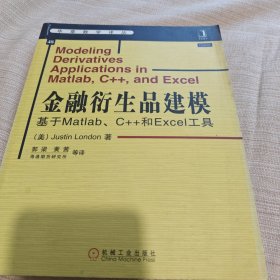 Modeling
Derivatives
Applications in
Matlab, C++, and Excel
金融衍生品建模
基于Matlab、C++和Excel工具
（美）Justin London 著
郭 梁 黄 茜
等译
机械工业出版社
China Machine Press